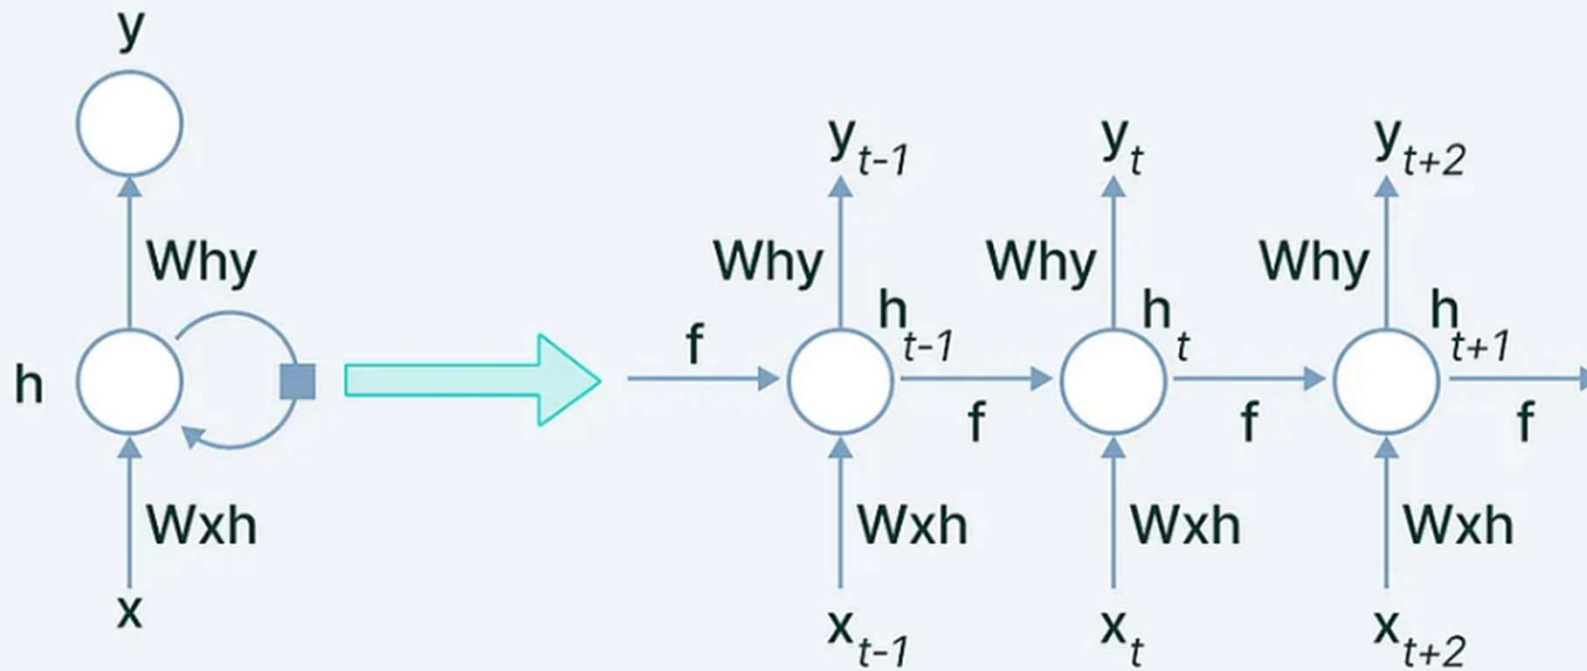 y
Why
h
Wxh
x
y t-1
y t
y t+2
Why
Why
Why
h t-1
h t
h t+1
f
f
f
f
Wxh
Wxh
Wxh
x t-1
x t
x t+2